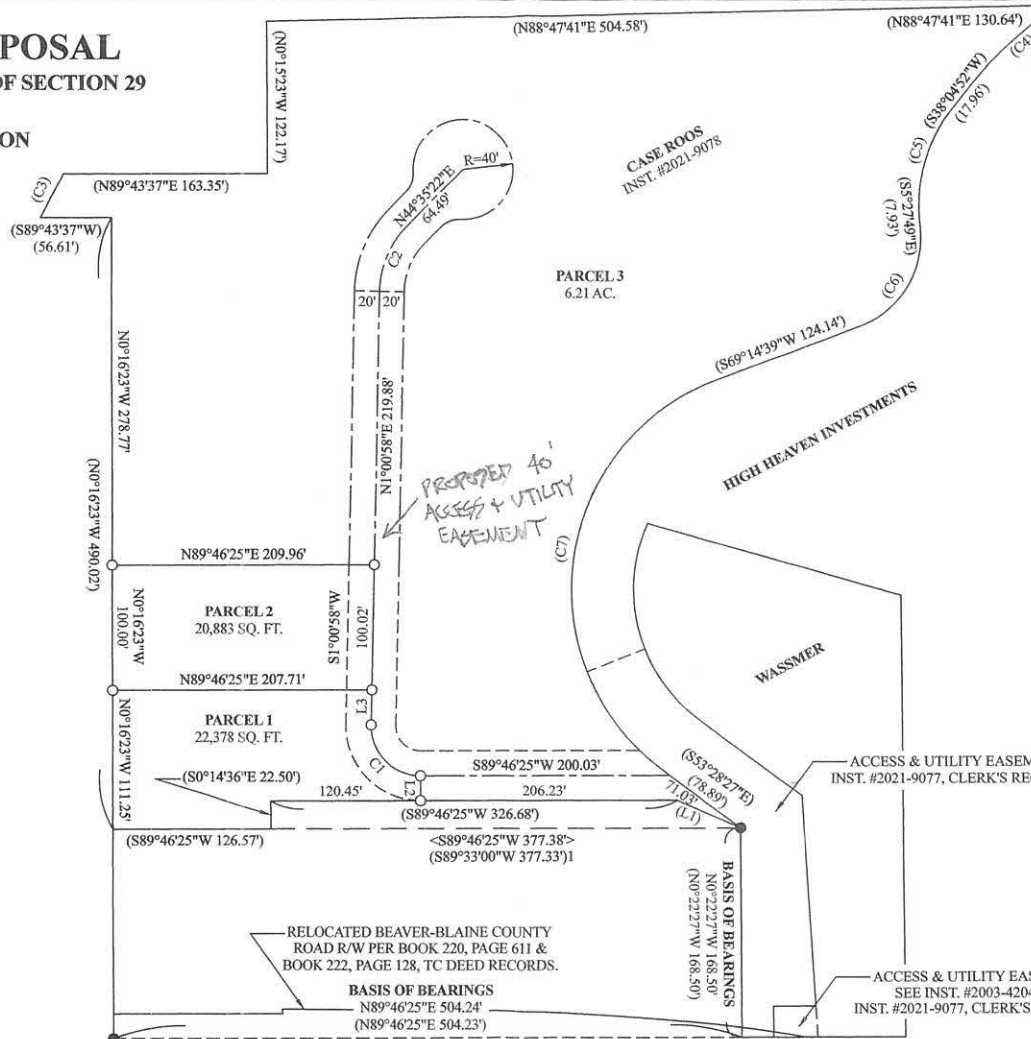 POSAL
OF SECTION 29
ON
(N88°47'41"E 504.58')
(N88°47'41"E 130.64')
(C4)
(N0°15'23"W 122.17')
(S38°04'52"W)
(17.96')
CASE ROOS
INST. #2021-9078
R=40'
(C5)
(C3)
(N89°43'37"E 163.35')
N44°35'22"E
64.49'
(S5°27'49"E)
(7.93')
(S89°43'37"W)
(56.61')
C2
PARCEL 3
6.21 AC.
(C6)
20' 20'
N0°16'23"W 278.77'
(S69°14'39"W 124.14')
N1°00'58"E 219.88'
HIGH HEAVEN INVESTMENTS
PROPOSED 40'
ACCESS & UTILITY
EASEMENT
(N0°16'23"W 490.02')
(C7)
N89°46'25"E 209.96'
N0°16'23"W
100.00'
PARCEL 2
20,883 SQ. FT.
S1°00'58"W
100.02'
WASSMER
N89°46'25"E 207.71'
L3
PARCEL 1
22,378 SQ. FT.
N0°16'23"W 111.25'
C1
(S0°14'36"E 22.50')
L2
S89°46'25"W 200.03'
(S53°28'27"E)
(78.89')
71.03'
(L1)
ACCESS & UTILITY EASEM
INST. #2021-9077, CLERK'S RE
120.45'
206.23'
(S89°46'25"W 326.68')
(S89°46'25"W 126.57')
<S89°46'25"W 377.38'>
(S89°33'00"W 377.33')1
BASIS OF BEARINGS
N0°22'27"W 168.50'
(N0°22'27"W 168.50')
RELOCATED BEAVER-BLAINE COUNTY
ROAD R/W PER BOOK 220, PAGE 611 &
BOOK 222, PAGE 128, TC DEED RECORDS.
BASIS OF BEARINGS
N89°46'25"E 504.24'
(N89°46'25"E 504.23')
ACCESS & UTILITY EAS
SEE INST. #2003-4204
INST. #2021-9077, CLERK'S